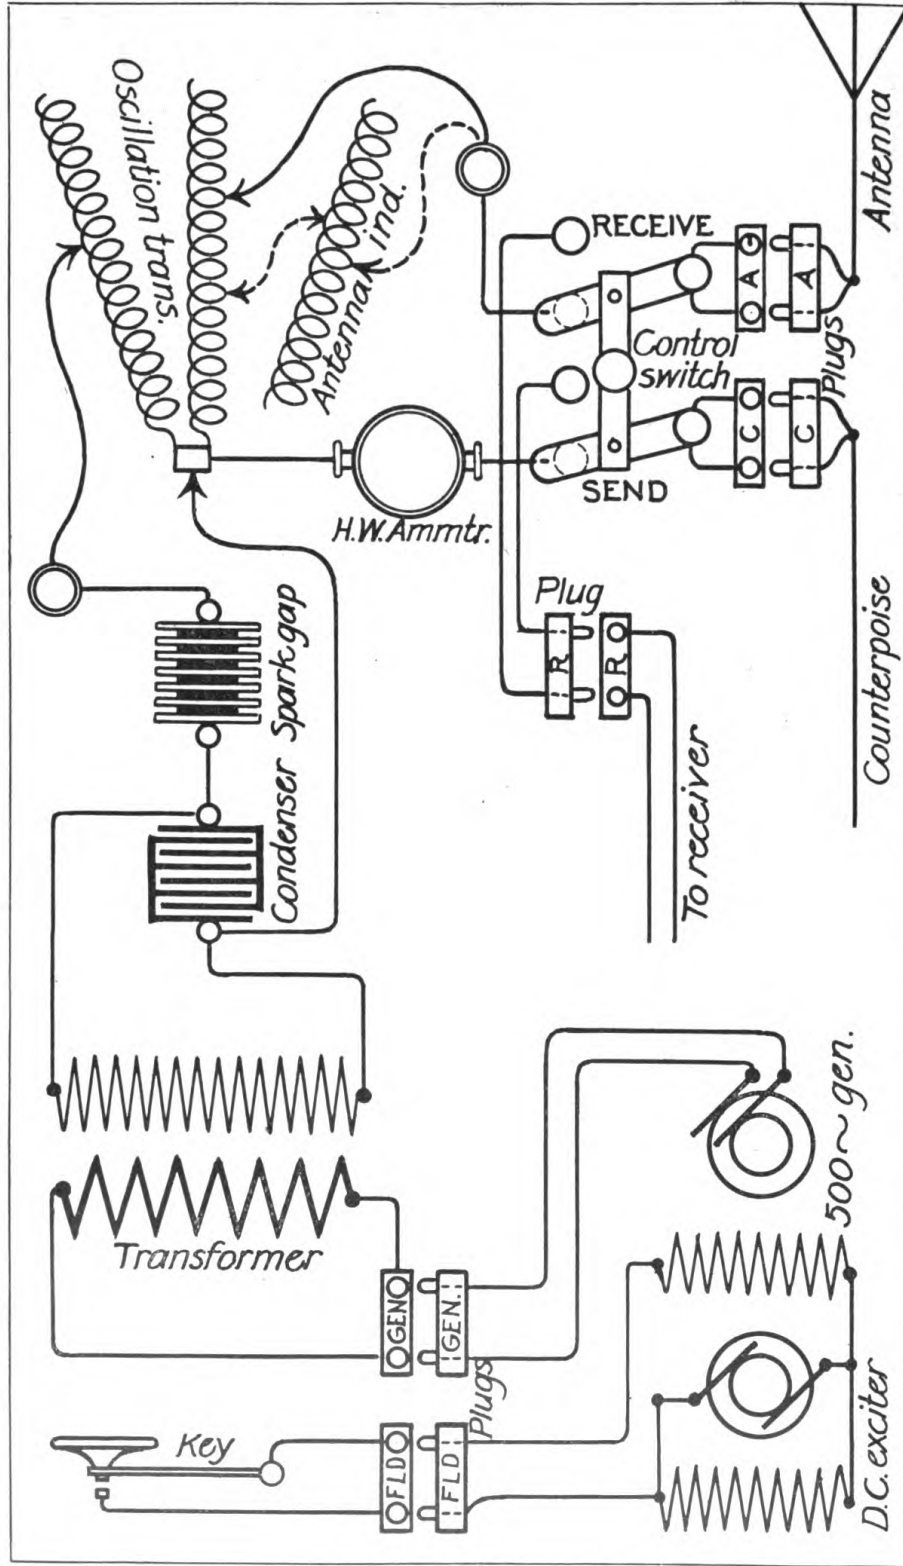 Oscillation trans.
Antenna ind.
RECEIVE
Control
switch
SEND
A
A
C
C
Plugs
Antenna
H.W.Ammtr.
Plug
R
R
Condenser Spark gap
To receiver
Counterpoise
Transformer
GEN
GEN.
Plugs
Key
FLD
FLD
500~gen.
D.C. exciter